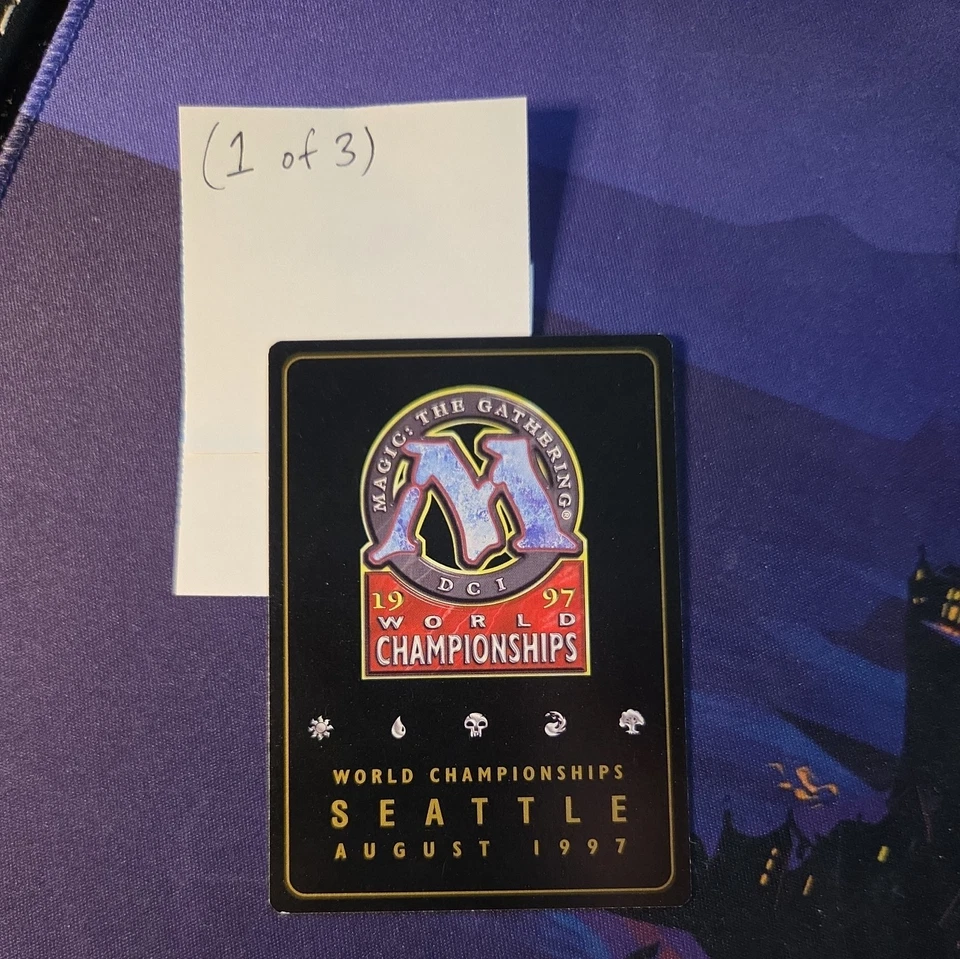 (1 of 3)
MAGIC: THE GATHERING®
M
DCI
19 97
WORLD
CHAMPIONSHIPS
WORLD CHAMPIONSHIPS
SEATTLE
AUGUST 1997